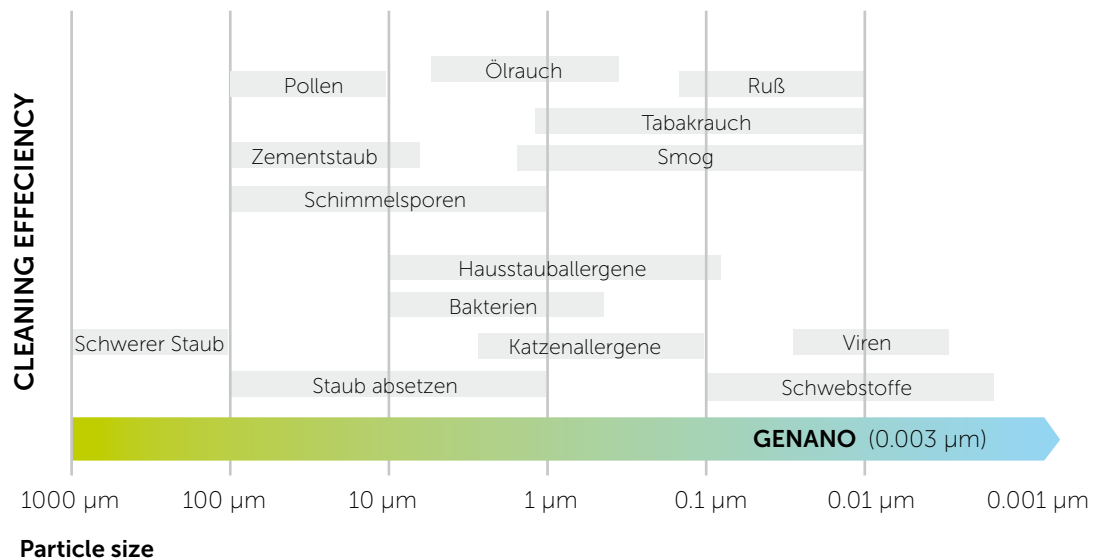 CLEANING EFFECIENCY
Ölrauch
Pollen
Ruß
Tabakrauch
Zementstaub
Smog
Schimmelsporen
Hausstauballergene
Bakterien
Schwerer Staub
Katzenallergene
Viren
Staub absetzen
Schwebstoffe
GENANO (0.003 µm)
1000 µm 100 µm 10 µm 1 µm 0.1 µm 0.01 µm 0.001 µm
Particle size